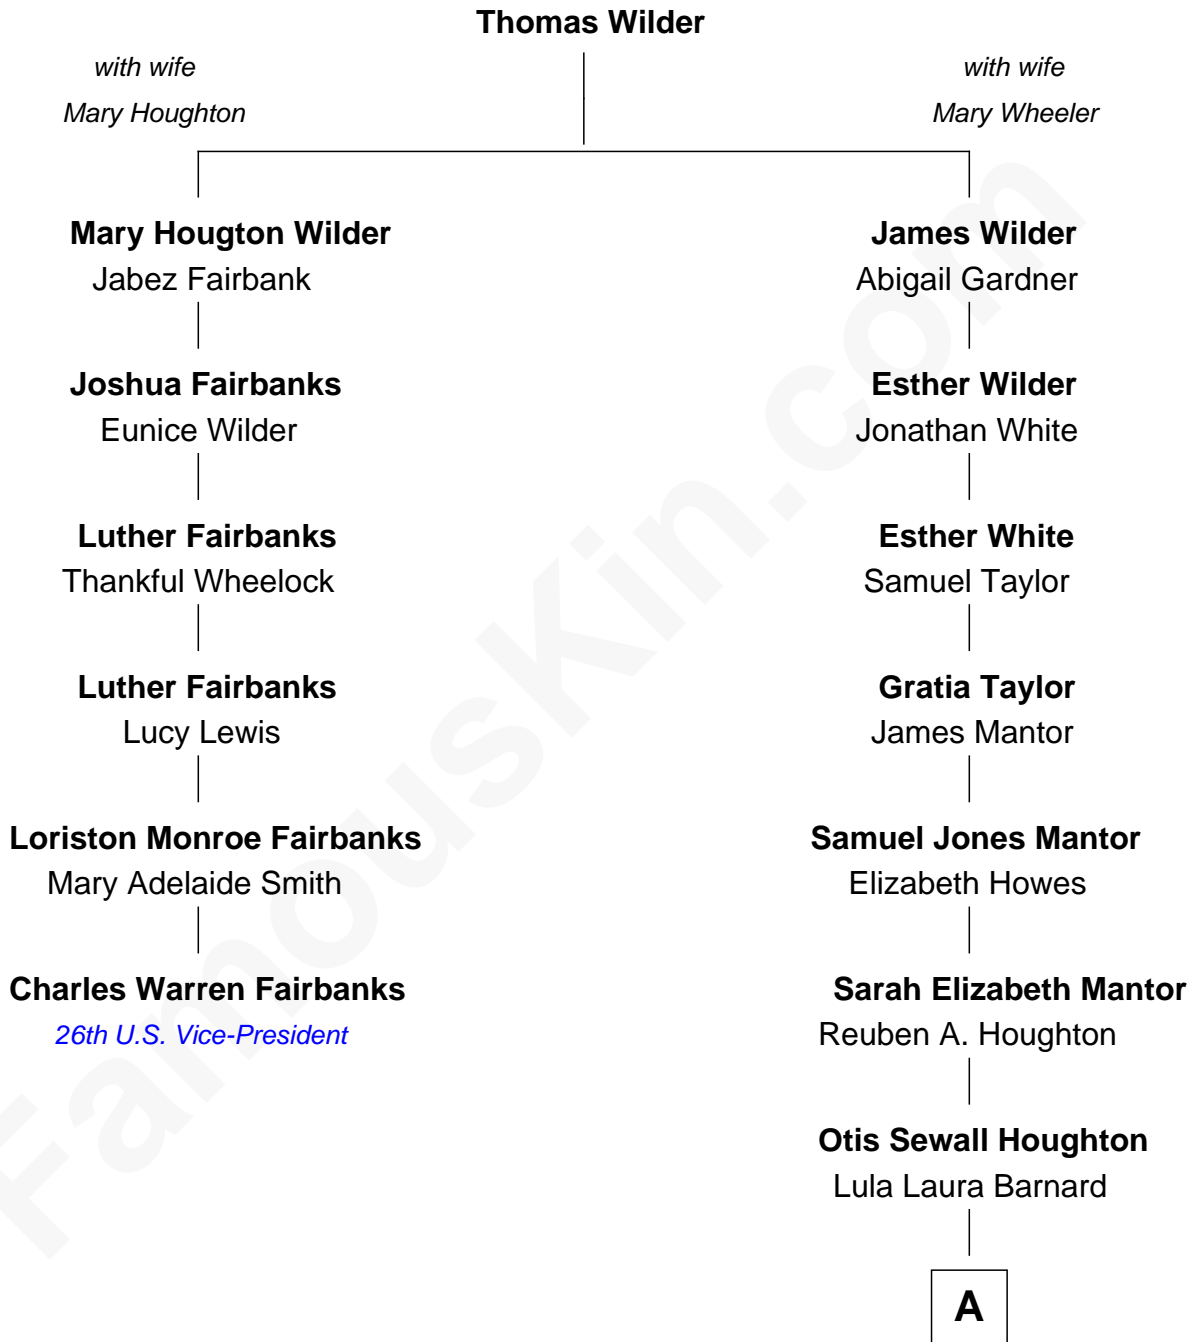 Thomas Wilder
with wife
Mary Houghton
with wife
Mary Wheeler
Mary Hougton Wilder
Jabez Fairbank
James Wilder
Abigail Gardner
Joshua Fairbanks
Eunice Wilder
Esther Wilder
Jonathan White
Luther Fairbanks
Thankful Wheelock
Esther White
Samuel Taylor
Luther Fairbanks
Lucy Lewis
Gratia Taylor
James Mantor
Loriston Monroe Fairbanks
Mary Adelaide Smith
Samuel Jones Mantor
Elizabeth Howes
Charles Warren Fairbanks
26th U.S. Vice-President
Sarah Elizabeth Mantor
Reuben A. Houghton
Otis Sewall Houghton
Lula Laura Barnard
A
FamousKin.com